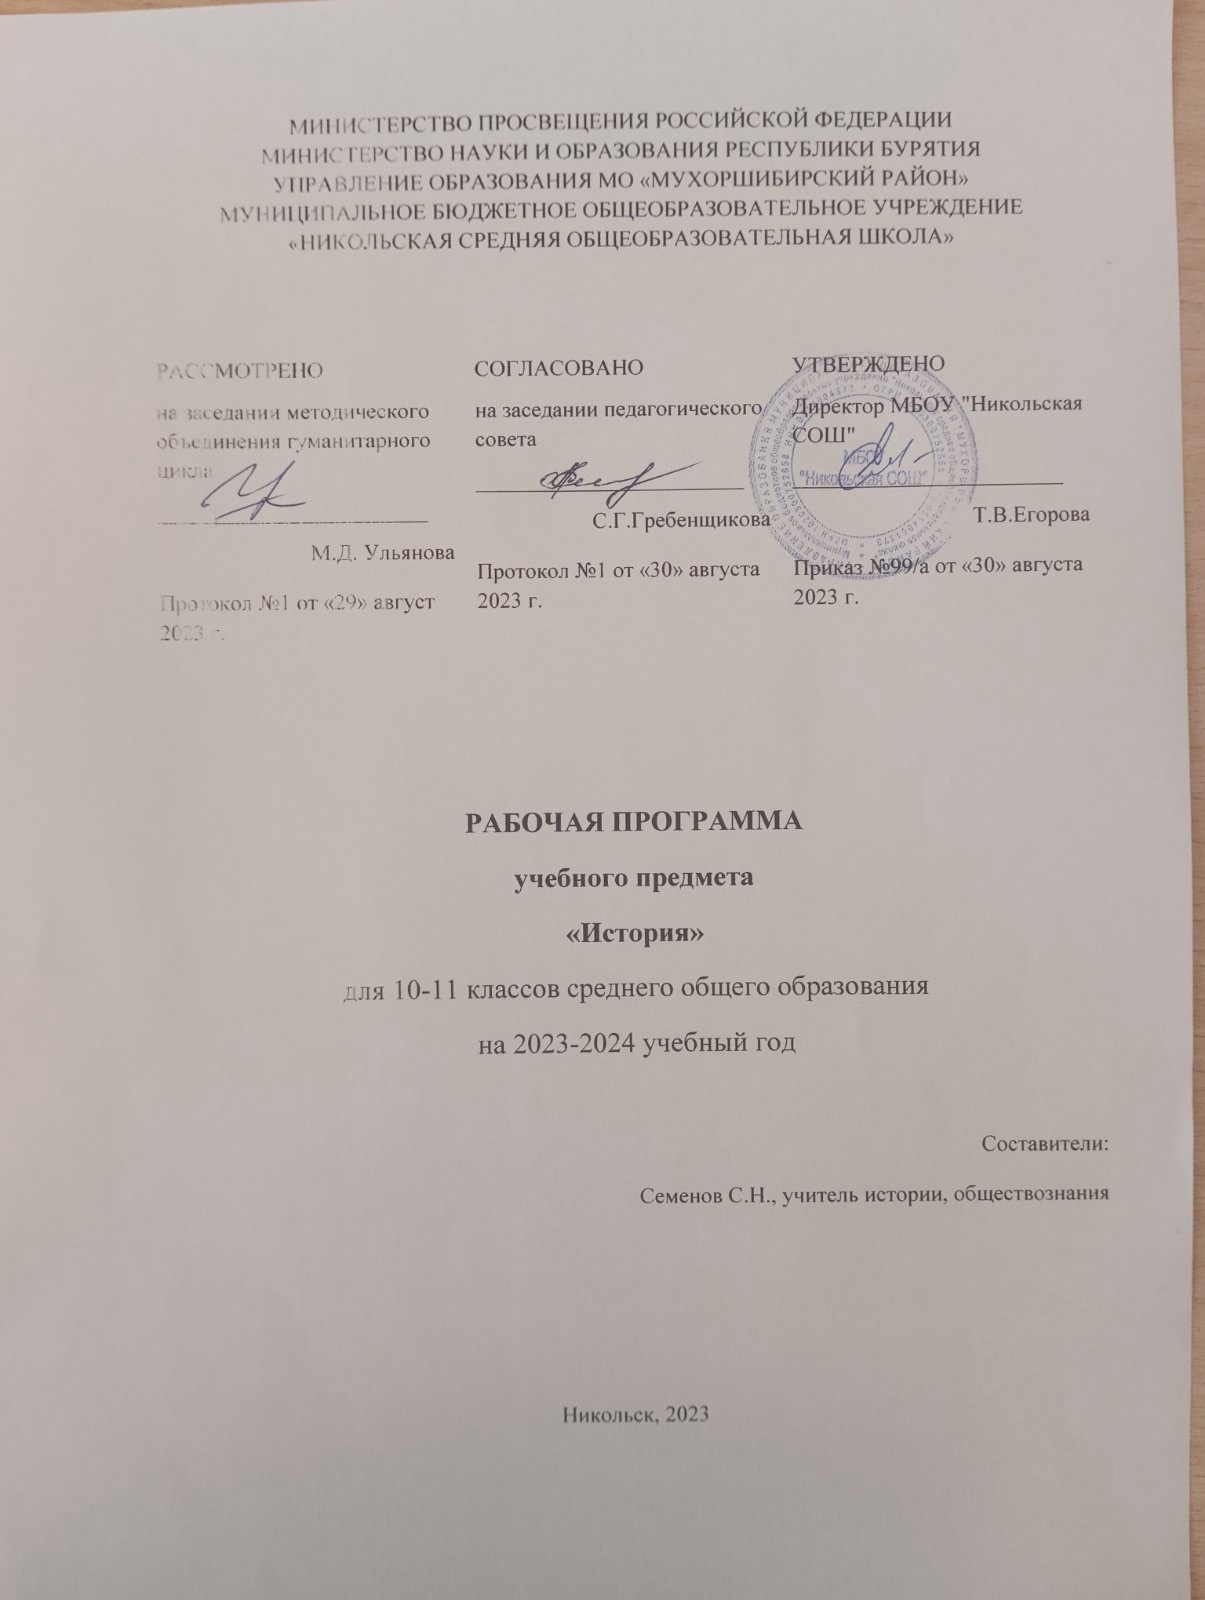 МИНИСТЕРСТВО ПРОСВЕЩЕНИЯ РОССИЙСКОЙ ФЕДЕРАЦИИ
МИНИСТЕРСТВО НАУКИ И ОБРАЗОВАНИЯ РЕСПУБЛИКИ БУРЯТИЯ
УПРАВЛЕНИЕ ОБРАЗОВАНИЯ МО «МУХОРШИБИРСКИЙ РАЙОН»
МУНИЦИПАЛЬНОЕ БЮДЖЕТНОЕ ОБЩЕОБРАЗОВАТЕЛЬНОЕ УЧРЕЖДЕНИЕ
«НИКОЛЬСКАЯ СРЕДНЯЯ ОБЩЕОБРАЗОВАТЕЛЬНАЯ ШКОЛА»
РАССМОТРЕНО
на заседании методического
объединения гуманитарного
цикла
М.Д. Ульянова
Протокол №1 от «29» август
2023 г.
СОГЛАСОВАНО
на заседании педагогического
совета
С.Г.Гребенщикова
Протокол №1 от «30» августа
2023 г.
УТВЕРЖДЕНО
Директор МБОУ "Никольская
СОШ"
МБОУ
"Никольская СОШ"
Т.В.Егорова
Приказ №99/а от «30» августа
2023 г.
РАБОЧАЯ ПРОГРАММА
учебного предмета
«История»
для 10-11 классов среднего общего образования
на 2023-2024 учебный год
Составители:
Семенов С.Н., учитель истории, обществознания
Никольск, 2023